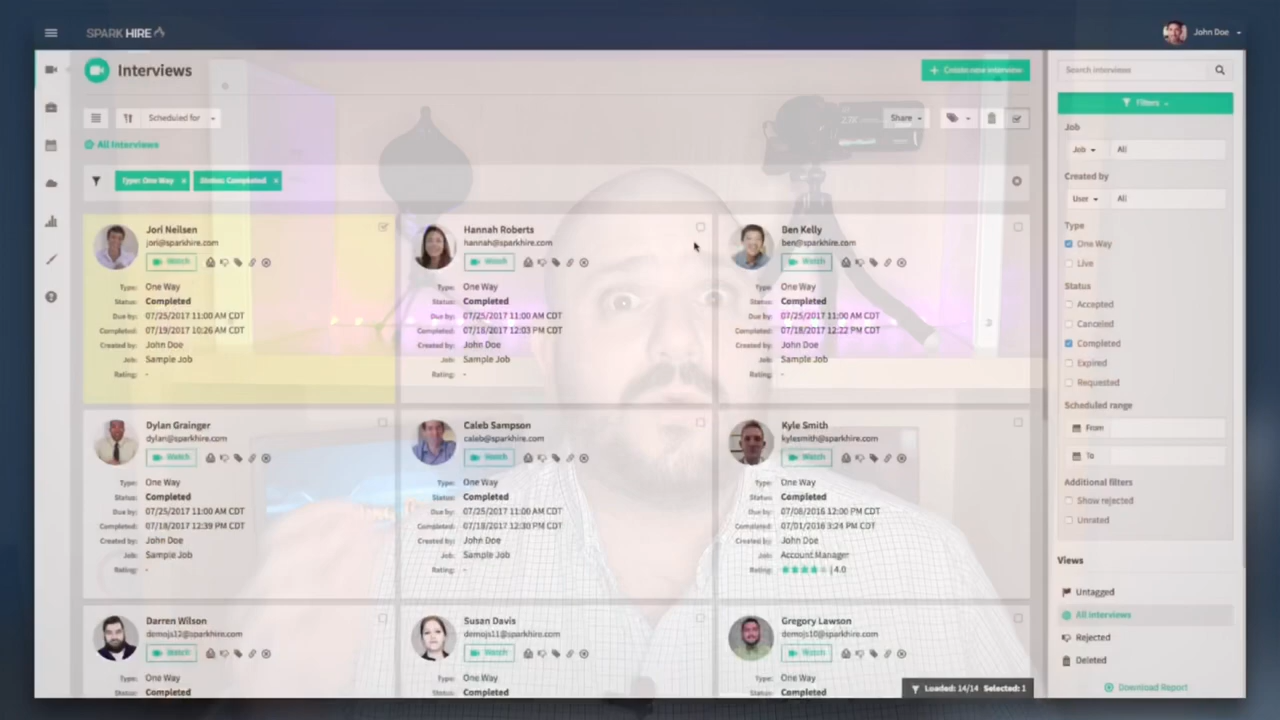 SPARK HIRE
John Doe
Interviews
+ Create new interview
Search interviews
Scheduled for
Share
Filters
All Interviews
Type: One Way ×
Status: Completed ×
Job
Job
All
Created by
User
All
Type
One Way
Live
Status
Accepted
Canceled
Completed
Expired
Requested
Scheduled range
From
To
Additional filters
Show rejected
Unrated
Views
Untagged
All interviews
Rejected
Deleted
Download Report
Jori Neilsen
jori@sparkhire.com
Watch
Type: One Way
Status: Completed
Due by: 07/25/2017 11:00 AM CDT
Completed: 07/19/2017 10:26 AM CDT
Created by: John Doe
Job: Sample Job
Rating: -
Hannah Roberts
hannah@sparkhire.com
Watch
Type: One Way
Status: Completed
Due by: 07/25/2017 11:00 AM CDT
Completed: 07/18/2017 12:03 PM CDT
Created by: John Doe
Job: Sample Job
Rating: -
Ben Kelly
ben@sparkhire.com
Watch
Type: One Way
Status: Completed
Due by: 07/25/2017 11:00 AM CDT
Completed: 07/18/2017 12:22 PM CDT
Created by: John Doe
Job: Sample Job
Rating: -
Dylan Grainger
dylan@sparkhire.com
Watch
Type: One Way
Status: Completed
Due by: 07/25/2017 11:00 AM CDT
Completed: 07/18/2017 12:39 PM CDT
Created by: John Doe
Job: Sample Job
Rating: -
Caleb Sampson
caleb@sparkhire.com
Watch
Type: One Way
Status: Completed
Due by: 07/25/2017 11:00 AM CDT
Completed: 07/18/2017 12:30 PM CDT
Created by: John Doe
Job: Sample Job
Rating: -
Kyle Smith
kylesmith@sparkhire.com
Watch
Type: One Way
Status: Completed
Due by: 07/08/2016 12:00 PM CDT
Completed: 07/01/2016 3:24 PM CDT
Created by: John Doe
Job: Account Manager
Rating: | 4.0
Darren Wilson
demojs12@sparkhire.com
Watch
Type: One Way
Status: Completed
Susan Davis
demojs11@sparkhire.com
Watch
Type: One Way
Status: Completed
Gregory Lawson
demojs10@sparkhire.com
Watch
Type: One Way
Status: Completed
Loaded: 14/14 Selected: 1